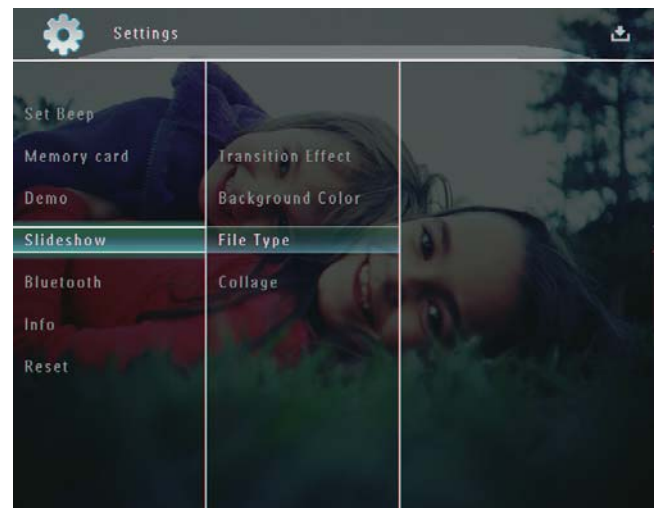 Settings
Set Beep
Memory card
Demo
Slideshow
Bluetooth
Info
Reset
Transition Effect
Background Color
File Type
Collage